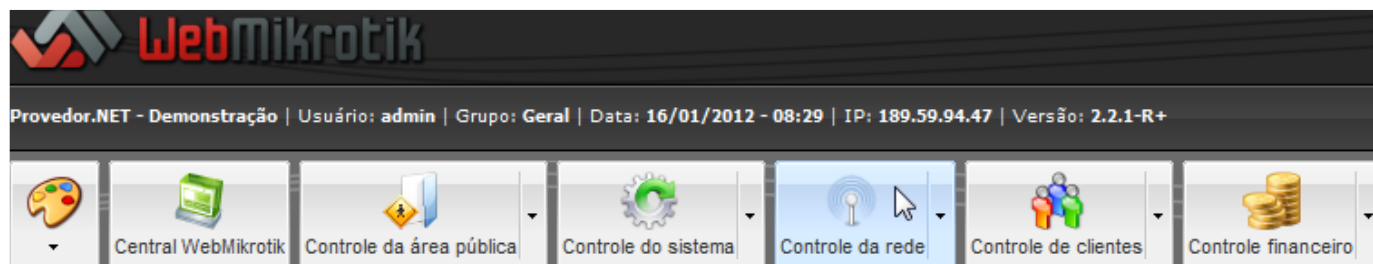 WebMikrotik
Provedor.NET - Demonstração | Usuário: admin | Grupo: Geral | Data: 16/01/2012 - 08:29 | IP: 189.59.94.47 | Versão: 2.2.1-R+
Central WebMikrotik Controle da área pública Controle do sistema Controle da rede Controle de clientes Controle financeiro